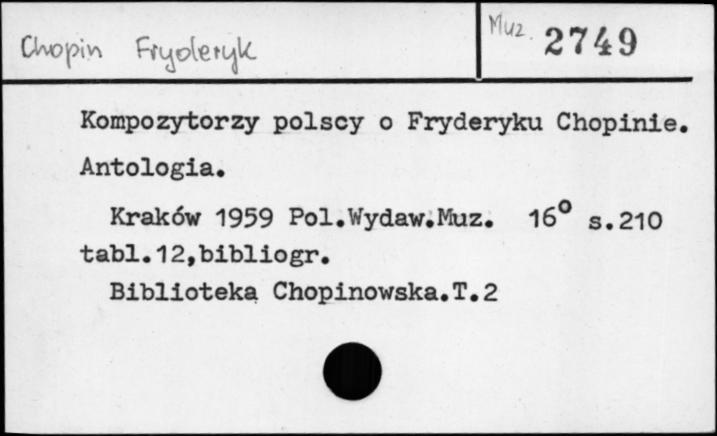 Chopin Fryderyk
Muz. 2749
Kompozytorzy polscy o Fryderyku Chopinie.
Antologia.
Kraków 1959 Pol.Wydaw.Muz. 16° s.210
tabl.12,bibliogr.
Biblioteka Chopinowska.T.2